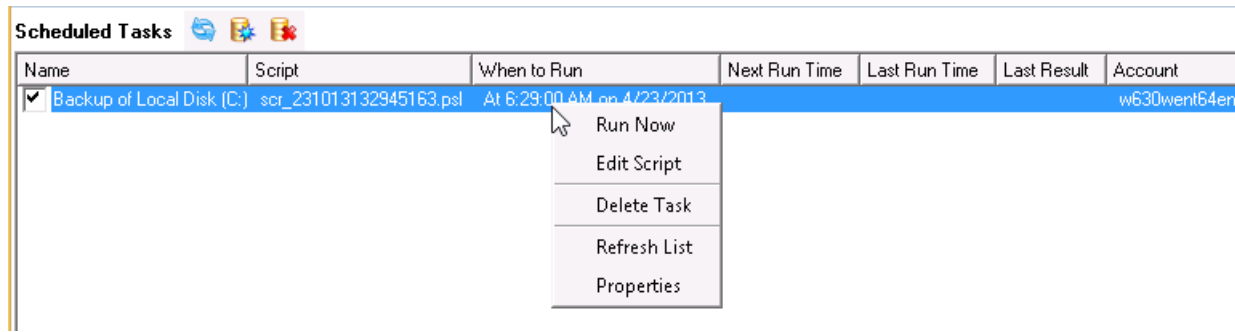 Scheduled Tasks
Name Script When to Run Next Run Time Last Run Time Last Result Account
Backup of Local Disk (C:) scr_231013132945163.psl At 6:29:00 AM on 4/23/2013 w630went64en
Run Now
Edit Script
Delete Task
Refresh List
Properties